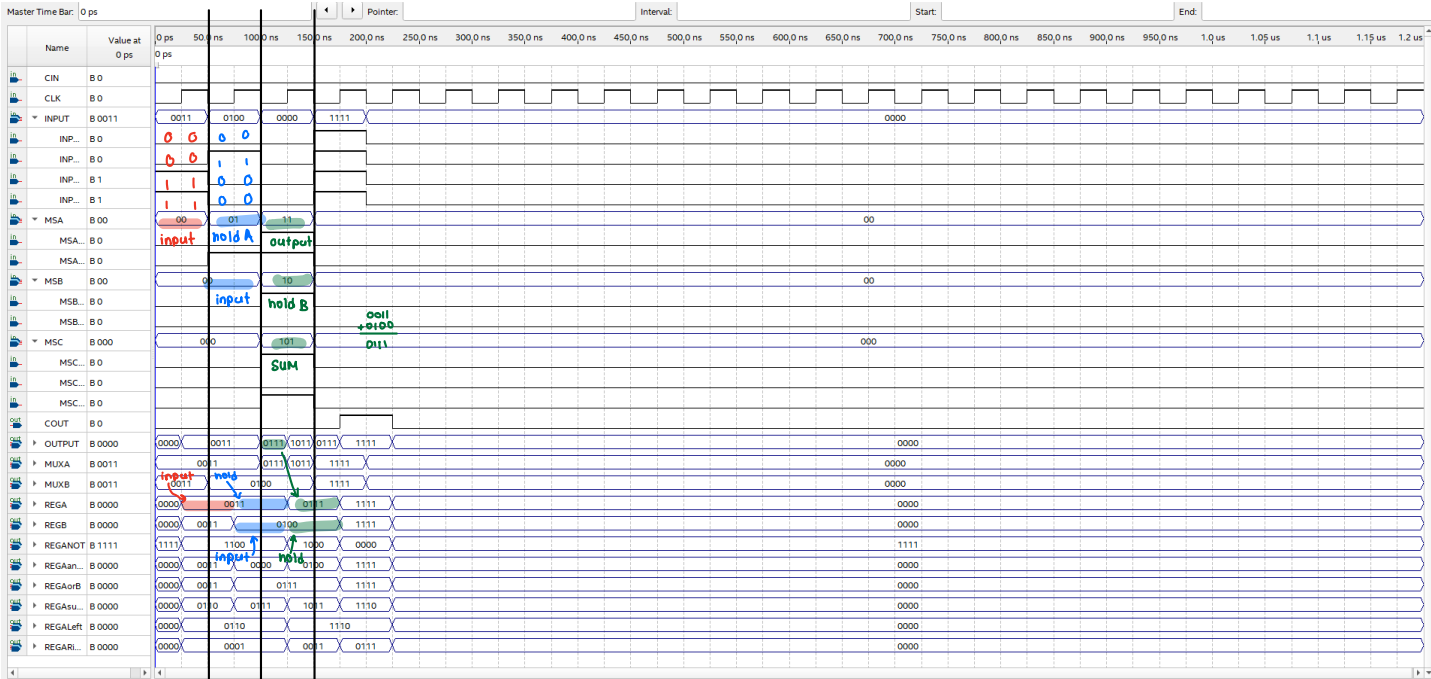 Master Time Bar: 0 ps Pointer: Interval: Start: End:
Name Value at 0 ps
0 ps 50.0 ns 100.0 ns 150.0 ns 200.0 ns 250.0 ns 300.0 ns 350.0 ns 400.0 ns 450.0 ns 500.0 ns 550.0 ns 600.0 ns 650.0 ns 700.0 ns 750.0 ns 800.0 ns 850.0 ns 900.0 ns 950.0 ns 1.0 us 1.05 us 1.1 us 1.15 us 1.2 us
0 ps
CIN B 0
CLK B 0
INPUT B 0011 0011 0100 0000 1111 0000
INP... B 0 0 0 0 0
INP... B 0 0 0 1 1
INP... B 1 1 1 0 0
INP... B 1 1 1 0 0
MSA B 00 00 01 11 00
MSA... B 0 input hold A output
MSA... B 0
MSB B 00 00 10 00
MSB... B 0 input hold B
MSB... B 0 0011
+0100
MSC B 000 000 101 0111 000
MSC... B 0 SUM
MSC... B 0
MSC... B 0
COUT B 0
OUTPUT B 0000 0000 0011 0111 1011 0111 1111 0000
MUXA B 0011 0011 0111 1011 1111 0000
input hold
MUXB B 0011 0011 0100 1111 0000
REGA B 0000 0000 0011 0111 1111 0000
REGB B 0000 0000 0011 0100 1111 0000
REGANOT B 1111 1111 1100 1000 0000 1111
input hold
REGAan... B 0000 0000 0011 0000 0100 1111 0000
REGAorB B 0000 0000 0011 0111 1111 0000
REGAsu... B 0000 0000 0110 0111 1011 1110 0000
REGALeft B 0000 0000 0110 1110 0000
REGARi... B 0000 0000 0001 0011 0111 0000